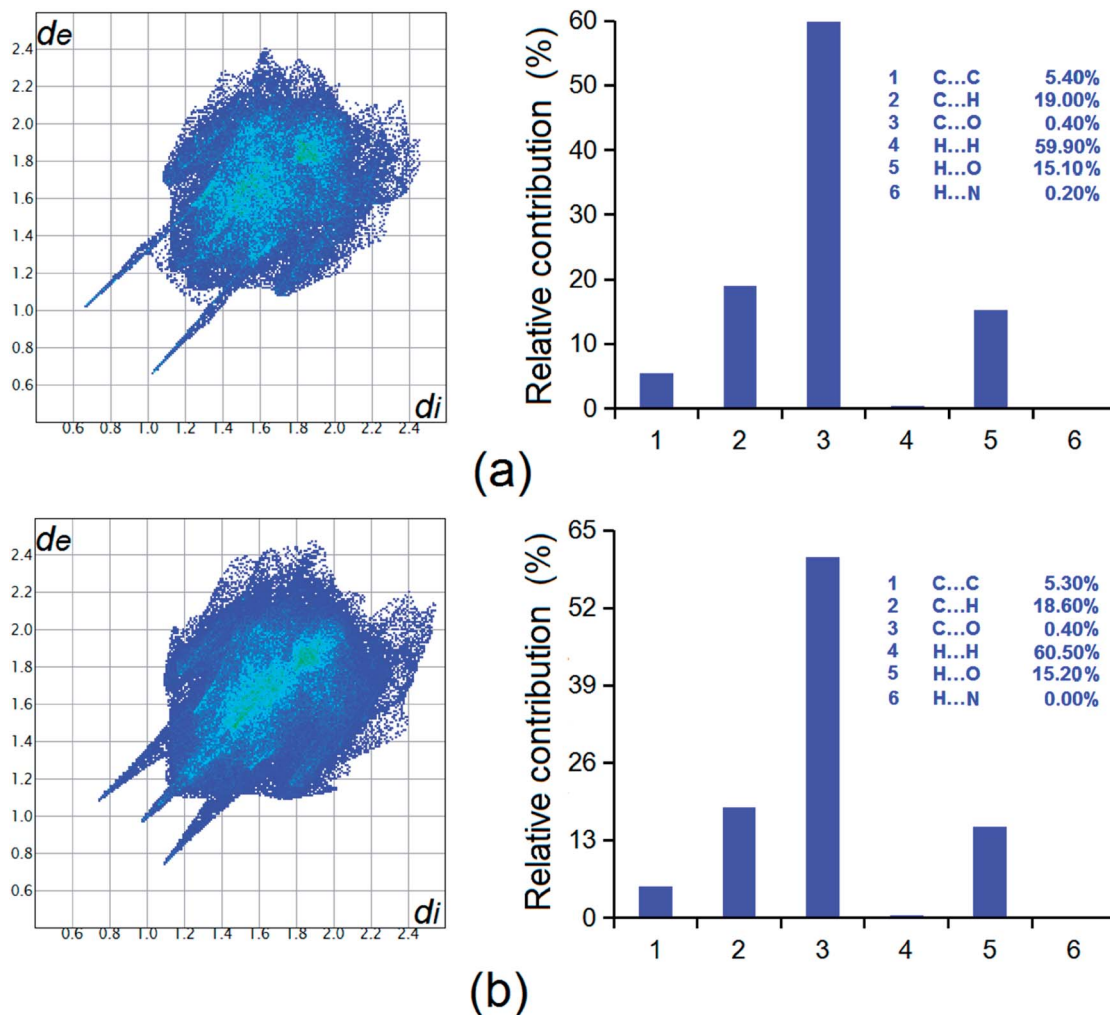 de
2.4
2.2
2.0
1.8
1.6
1.4
1.2
1.0
0.8
0.6
di
0.6 0.8 1.0 1.2 1.4 1.6 1.8 2.0 2.2 2.4
Relative contribution (%)
60
50
40
30
20
10
0
1 C...C 5.40%
2 C...H 19.00%
3 C...O 0.40%
4 H...H 59.90%
5 H...O 15.10%
6 H...N 0.20%
1 2 3 4 5 6
(a)
de
2.4
2.2
2.0
1.8
1.6
1.4
1.2
1.0
0.8
0.6
di
0.6 0.8 1.0 1.2 1.4 1.6 1.8 2.0 2.2 2.4
Relative contribution (%)
65
52
39
26
13
0
1 C...C 5.30%
2 C...H 18.60%
3 C...O 0.40%
4 H...H 60.50%
5 H...O 15.20%
6 H...N 0.00%
1 2 3 4 5 6
(b)